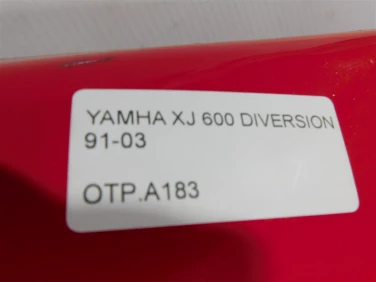 YAMHA XJ 600 DIVERSION
91-03
OTP.A183